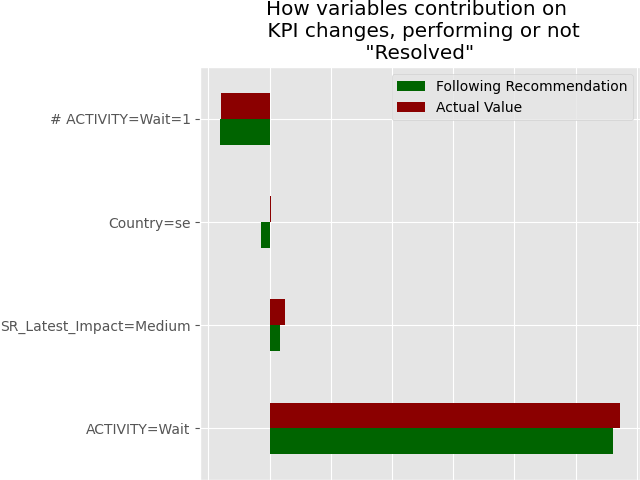 How variables contribution on
KPI changes, performing or not
"Resolved"
Following Recommendation
Actual Value
# ACTIVITY=Wait=1
Country=se
SR_Latest_Impact=Medium
ACTIVITY=Wait